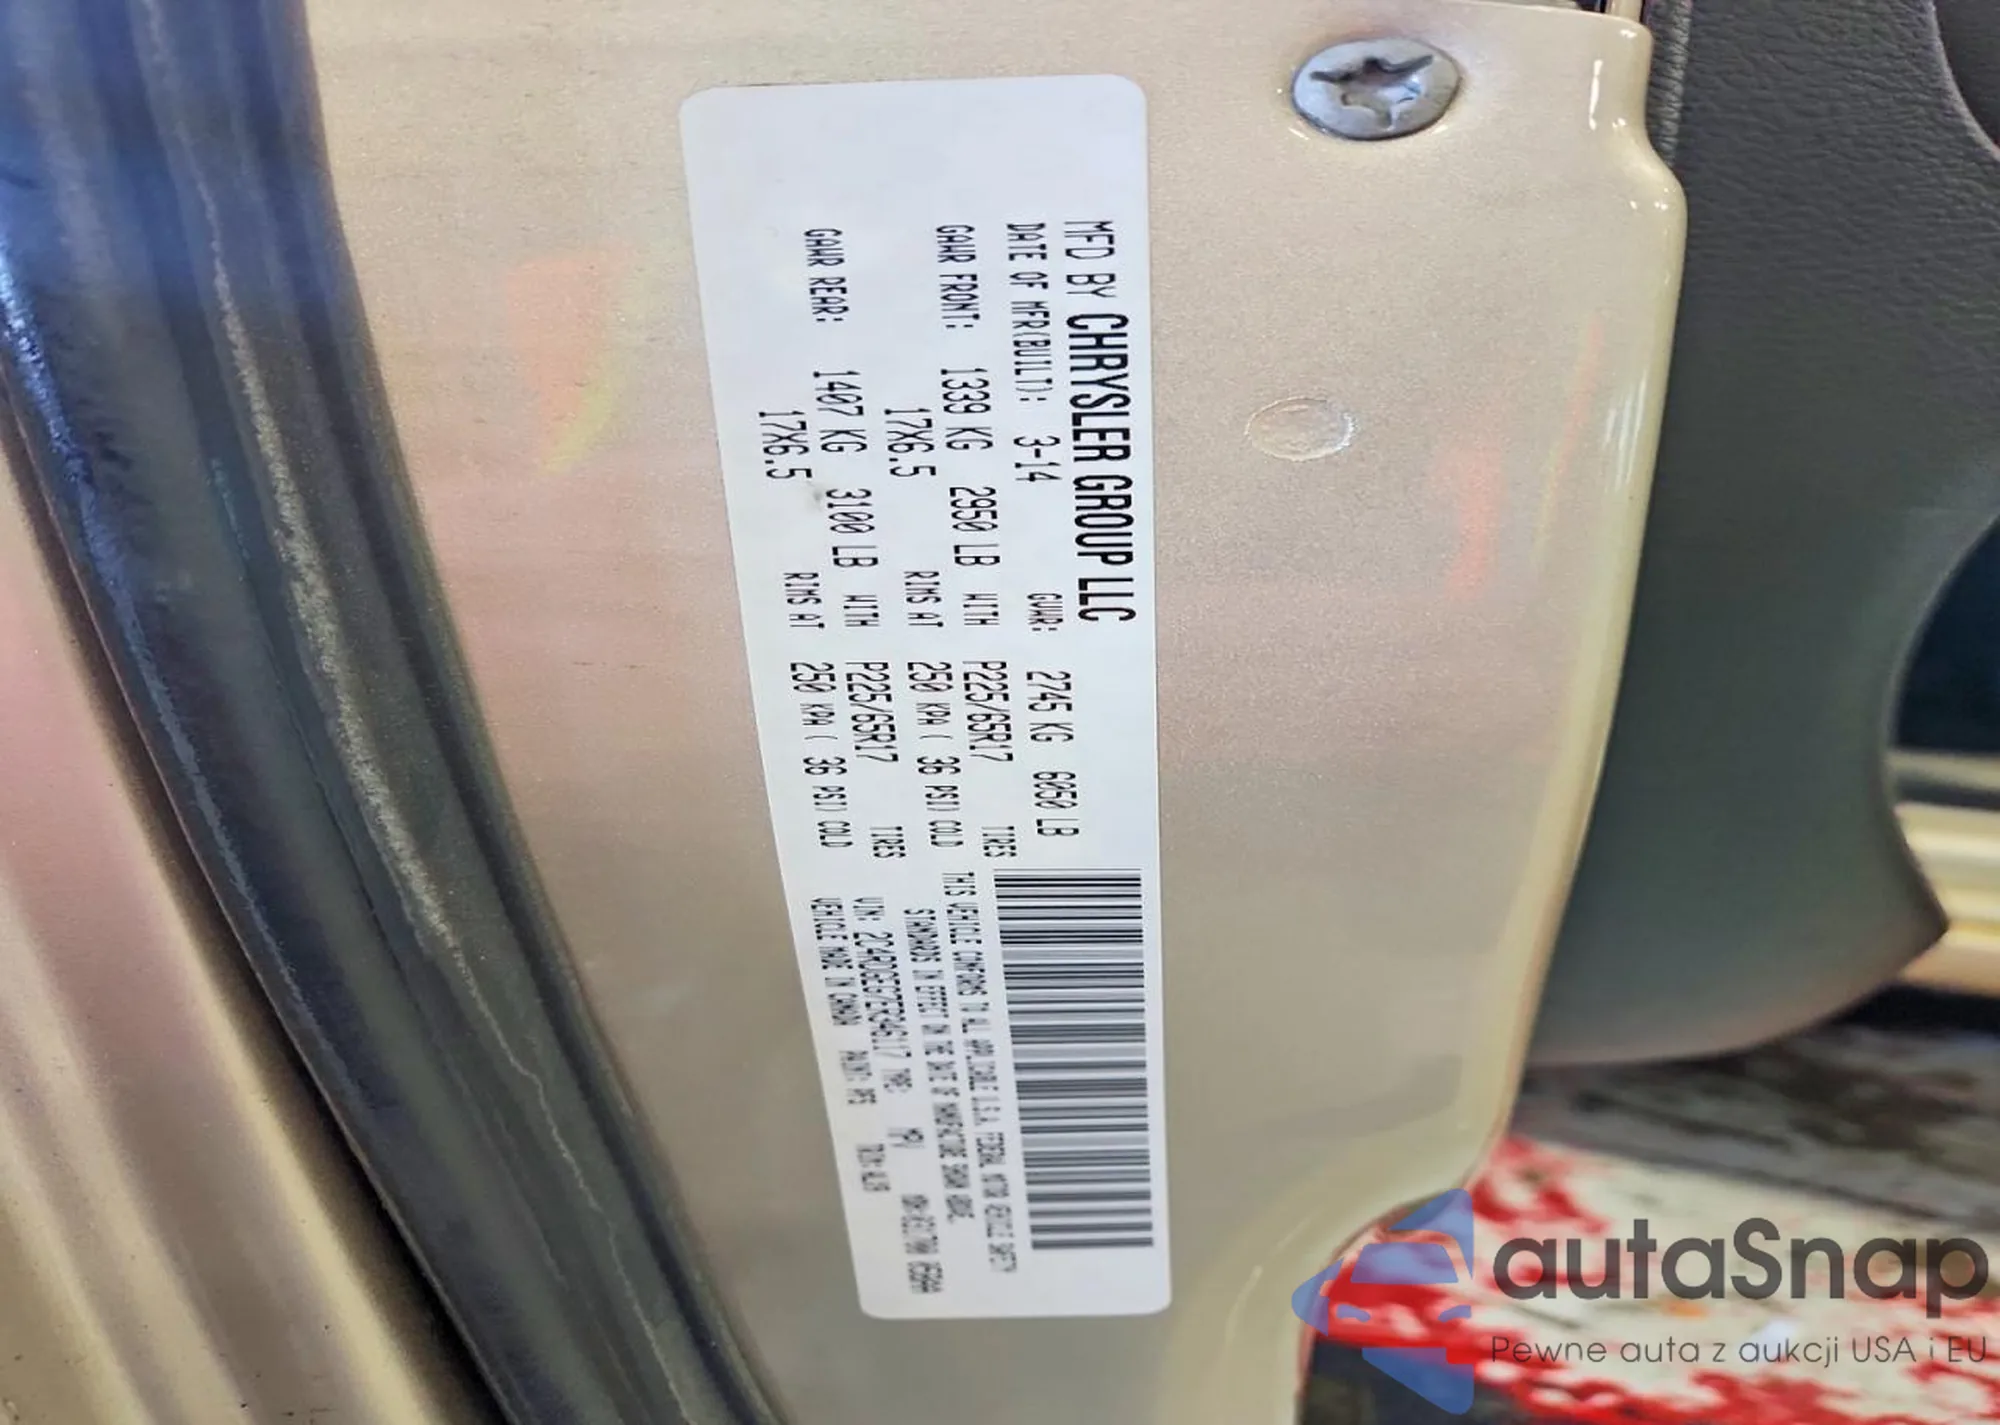 MFD BY CHRYSLER GROUP LLC
DATE OF MFR(BUILT): 3-14 GVWR: 2745 KG 6050 LB
GAWR FRONT: 1339 KG 2950 LB WITH P225/65R17 TIRES
17X6.5 RIMS AT 250 KPA ( 36 PSI) COLD
GAWR REAR: 1407 KG 3100 LB WITH P225/65R17 TIRES
17X6.5 RIMS AT 250 KPA ( 36 PSI) COLD
THIS VEHICLE CONFORMS TO ALL APPLICABLE U.S.A. FEDERAL MOTOR VEHICLE SAFETY
STANDARDS IN EFFECT ON THE DATE OF MANUFACTURE SHOWN ABOVE.
VIN: TYPE: MPV
VEHICLE MADE IN CANADA PAINT:
autaSnap
Pewne auta z aukcji USA i EU